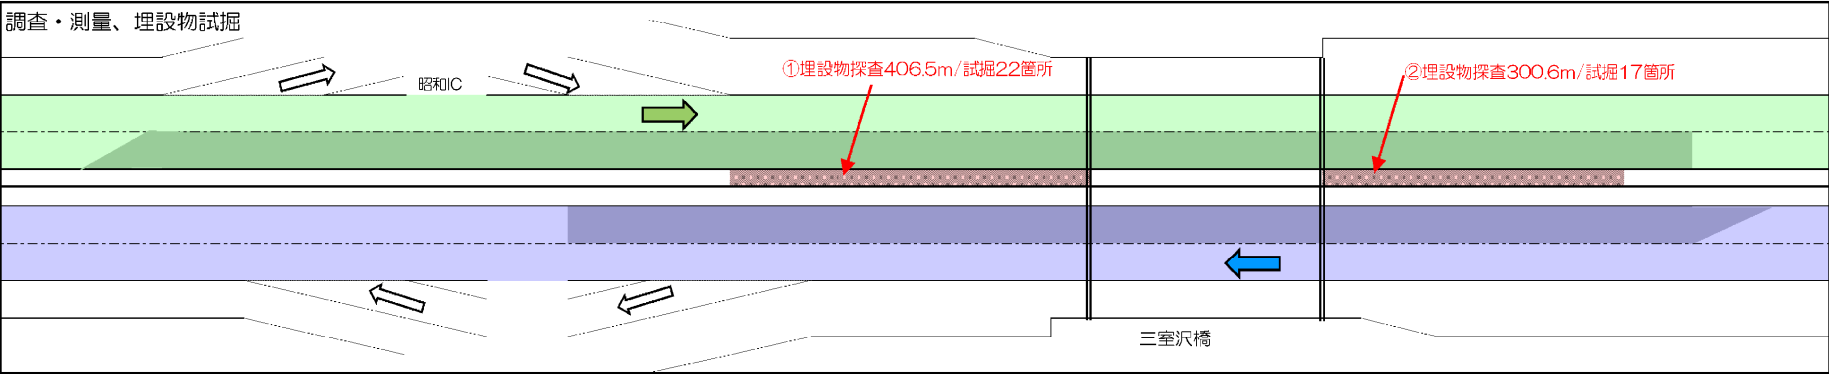 調査・測量、埋設物試掘
①埋設物探査406.5m/試掘22箇所
②埋設物探査300.6m/試掘17箇所
昭和IC
三室沢橋